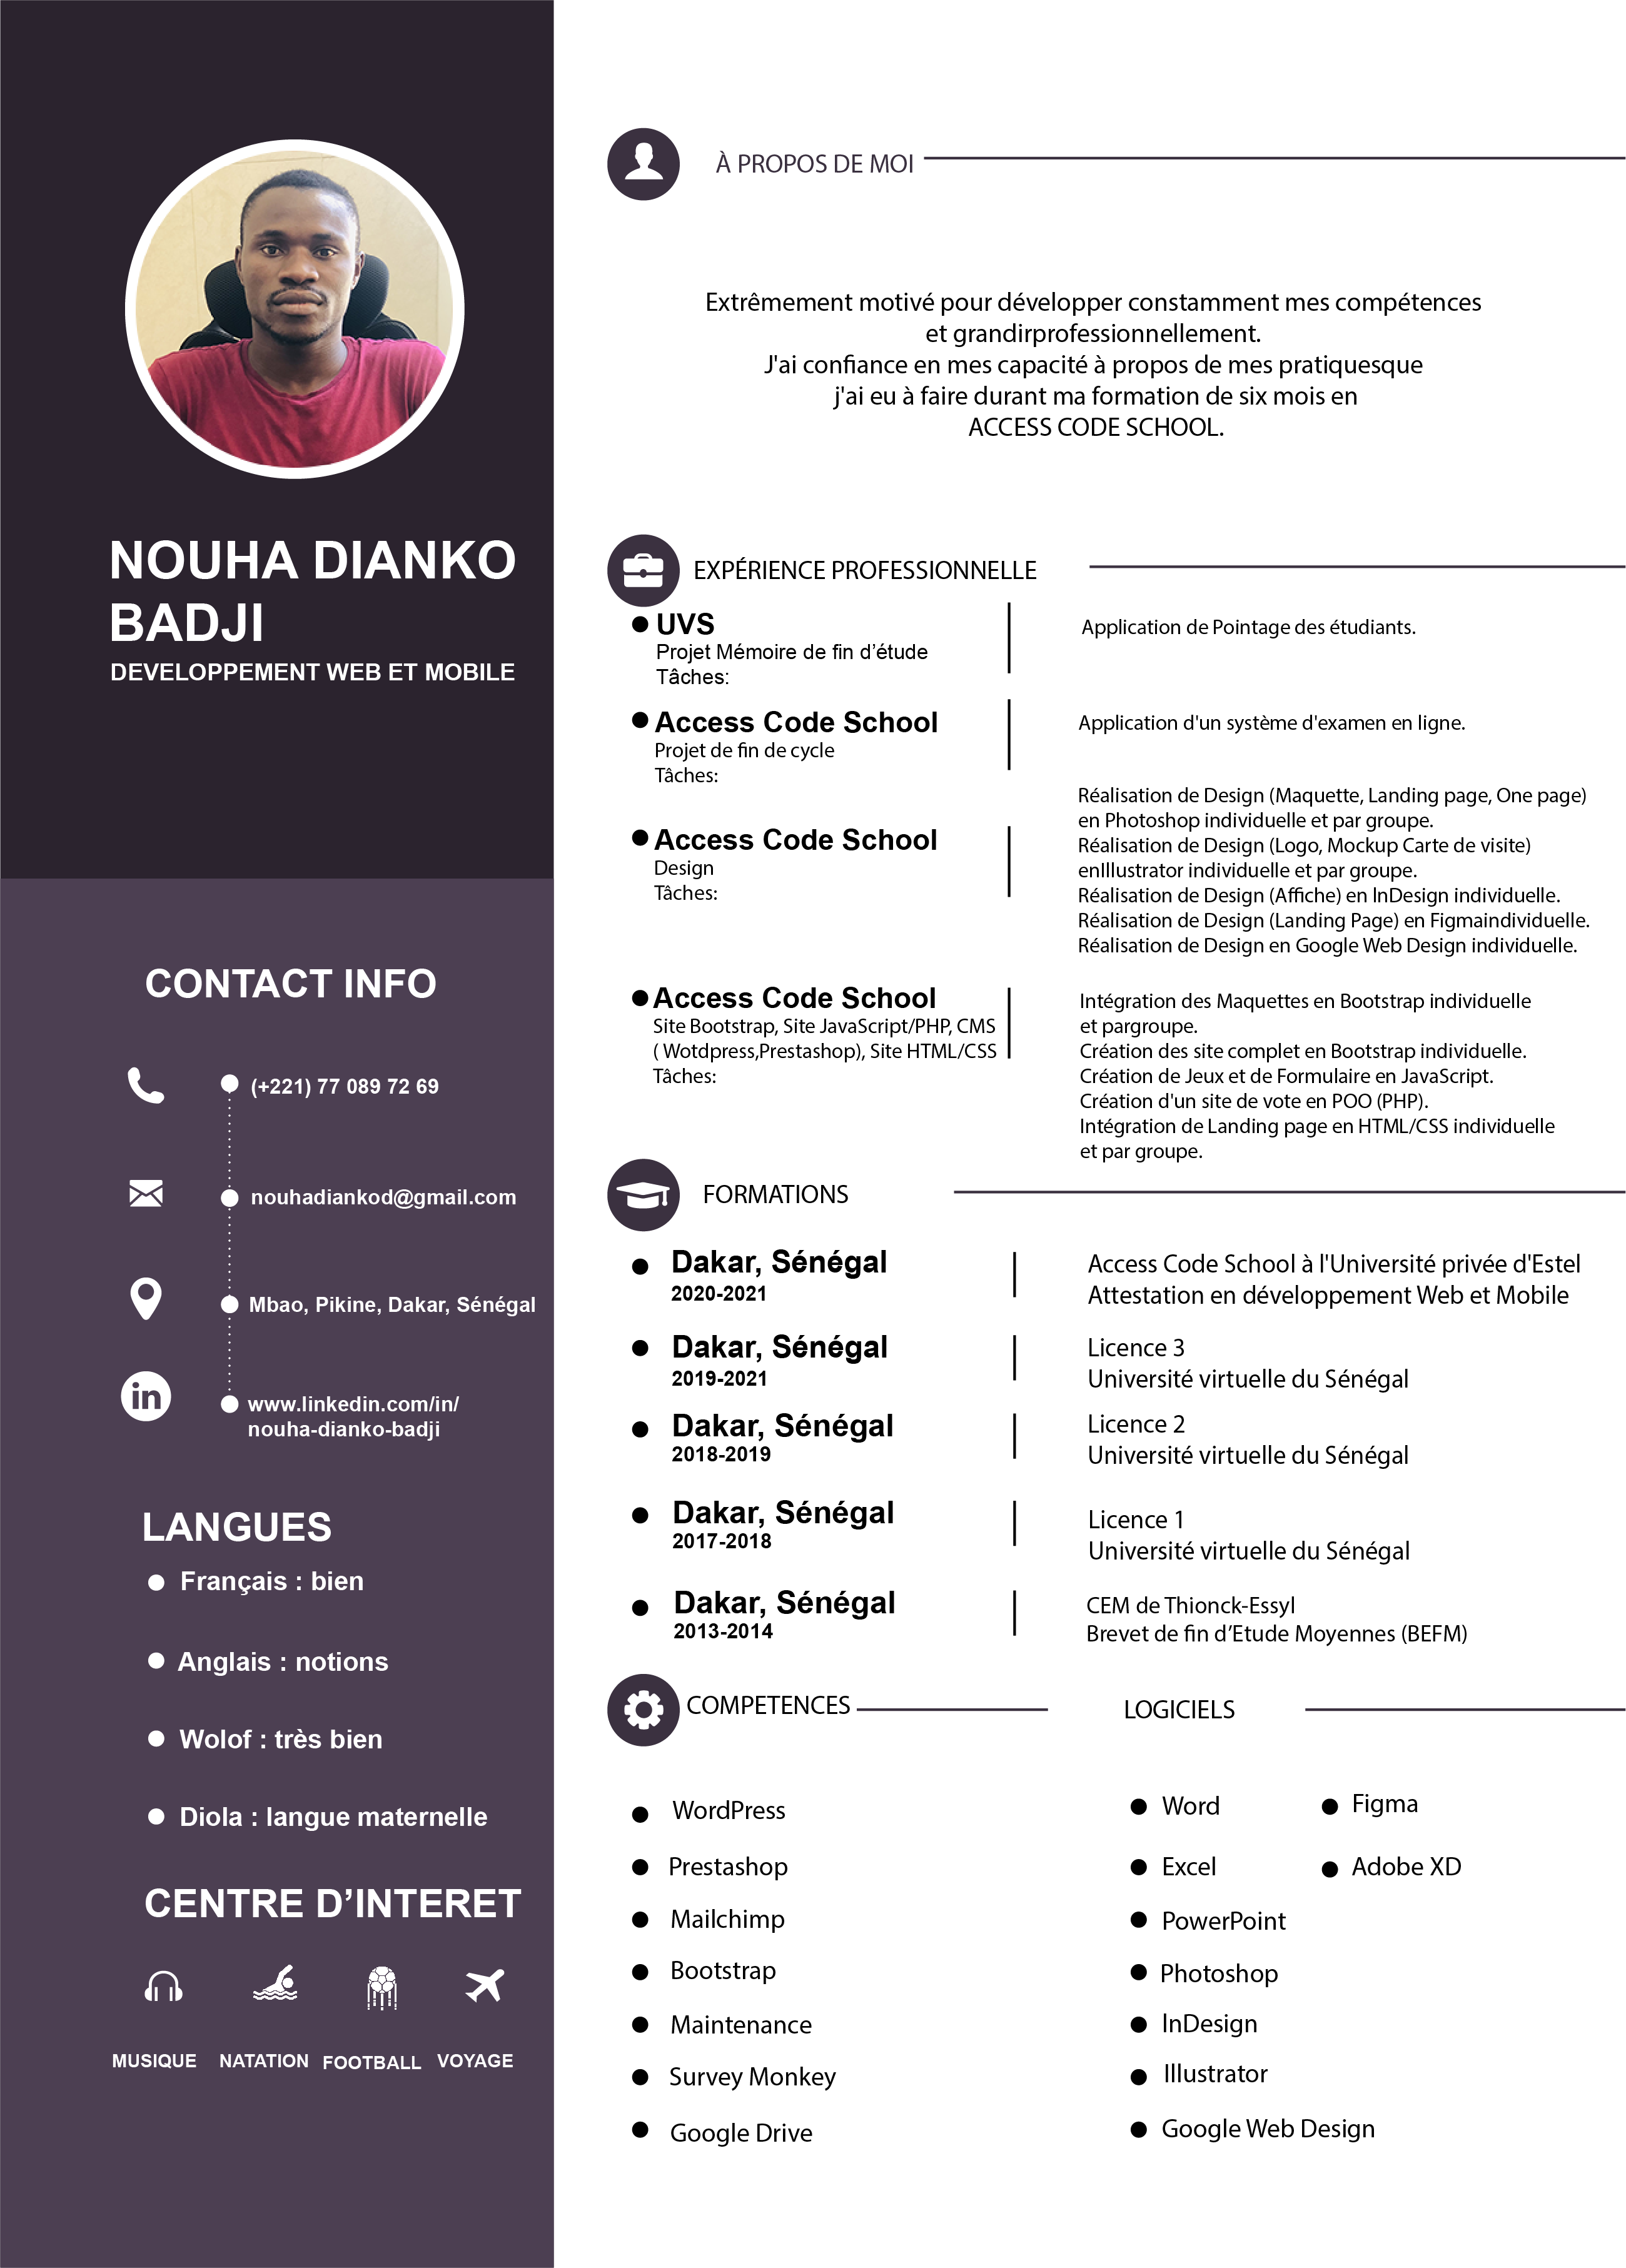 NOUHA DIANKO
BADJI
DEVELOPPEMENT WEB ET MOBILE
CONTACT INFO
(+221) 77 089 72 69
nouhadiankod@gmail.com
Mbao, Pikine, Dakar, Sénégal
in
www.linkedin.com/in/
nouha-dianko-badji
LANGUES
Français : bien
Anglais : notions
Wolof : très bien
Diola : langue maternelle
CENTRE D’INTERET
MUSIQUE NATATION FOOTBALL VOYAGE
À PROPOS DE MOI
Extrêmement motivé pour développer constamment mes compétences
et grandirprofessionnellement.
J'ai confiance en mes capacité à propos de mes pratiquesque
j'ai eu à faire durant ma formation de six mois en
ACCESS CODE SCHOOL.
EXPÉRIENCE PROFESSIONNELLE
UVS
Projet Mémoire de fin d’étude
Tâches:
Application de Pointage des étudiants.
Access Code School
Projet de fin de cycle
Tâches:
Application d'un système d'examen en ligne.
Access Code School
Design
Tâches:
Réalisation de Design (Maquette, Landing page, One page)
en Photoshop individuelle et par groupe.
Réalisation de Design (Logo, Mockup Carte de visite)
enIllustrator individuelle et par groupe.
Réalisation de Design (Affiche) en InDesign individuelle.
Réalisation de Design (Landing Page) en Figmaindividuelle.
Réalisation de Design en Google Web Design individuelle.
Access Code School
Site Bootstrap, Site JavaScript/PHP, CMS
( Wotdpress,Prestashop), Site HTML/CSS
Tâches:
Intégration des Maquettes en Bootstrap individuelle
et pargroupe.
Création des site complet en Bootstrap individuelle.
Création de Jeux et de Formulaire en JavaScript.
Création d'un site de vote en POO (PHP).
Intégration de Landing page en HTML/CSS individuelle
et par groupe.
FORMATIONS
Dakar, Sénégal
2020-2021
Access Code School à l'Université privée d'Estel
Attestation en développement Web et Mobile
Dakar, Sénégal
2019-2021
Licence 3
Université virtuelle du Sénégal
Dakar, Sénégal
2018-2019
Licence 2
Université virtuelle du Sénégal
Dakar, Sénégal
2017-2018
Licence 1
Université virtuelle du Sénégal
Dakar, Sénégal
2013-2014
CEM de Thionck-Essyl
Brevet de fin d’Etude Moyennes (BEFM)
COMPETENCES
WordPress
Prestashop
Mailchimp
Bootstrap
Maintenance
Survey Monkey
Google Drive
LOGICIELS
Word
Excel
PowerPoint
Photoshop
InDesign
Illustrator
Google Web Design
Figma
Adobe XD